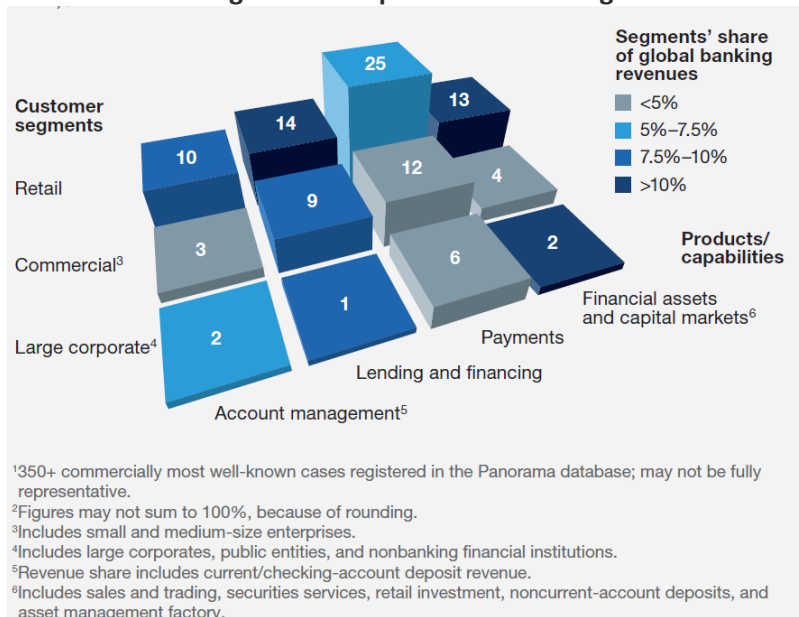 Segments' share
of global banking
revenues
<5%
5%–7.5%
7.5%–10%
>10%
Customer
segments
Retail
Commercial³
Large corporate⁴
10
14
25
13
3
9
12
4
2
1
6
2
Products/
capabilities
Financial assets
and capital markets⁶
Payments
Lending and financing
Account management⁵
¹350+ commercially most well-known cases registered in the Panorama database; may not be fully
representative.
²Figures may not sum to 100%, because of rounding.
³Includes small and medium-size enterprises.
⁴Includes large corporates, public entities, and nonbanking financial institutions.
⁵Revenue share includes current/checking-account deposit revenue.
⁶Includes sales and trading, securities services, retail investment, noncurrent-account deposits, and
asset management factory.